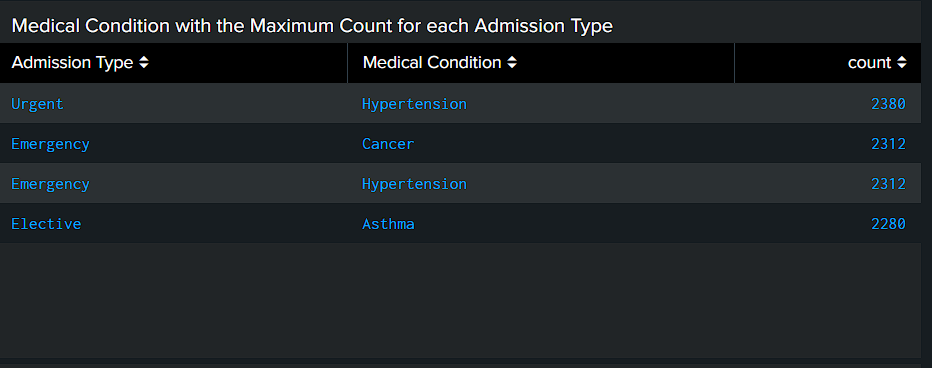 Medical Condition with the Maximum Count for each Admission Type
Admission Type Medical Condition count
Urgent Hypertension 2380
Emergency Cancer 2312
Emergency Hypertension 2312
Elective Asthma 2280